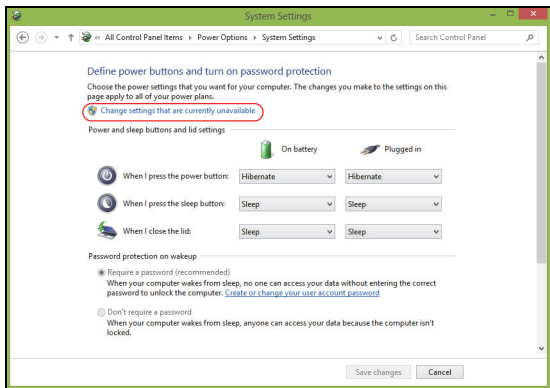 System Settings
« All Control Panel Items › Power Options › System Settings
Search Control Panel
Define power buttons and turn on password protection
Choose the power settings that you want for your computer. The changes you make to the settings on this
page apply to all of your power plans.
Change settings that are currently unavailable
Power and sleep buttons and lid settings
On battery Plugged in
When I press the power button: Hibernate Hibernate
When I press the sleep button: Sleep Sleep
When I close the lid: Sleep Sleep
Password protection on wakeup
Require a password (recommended)
When your computer wakes from sleep, no one can access your data without entering the correct
password to unlock the computer. Create or change your user account password
Don't require a password
When your computer wakes from sleep, anyone can access your data because the computer isn't
locked.
Save changes Cancel